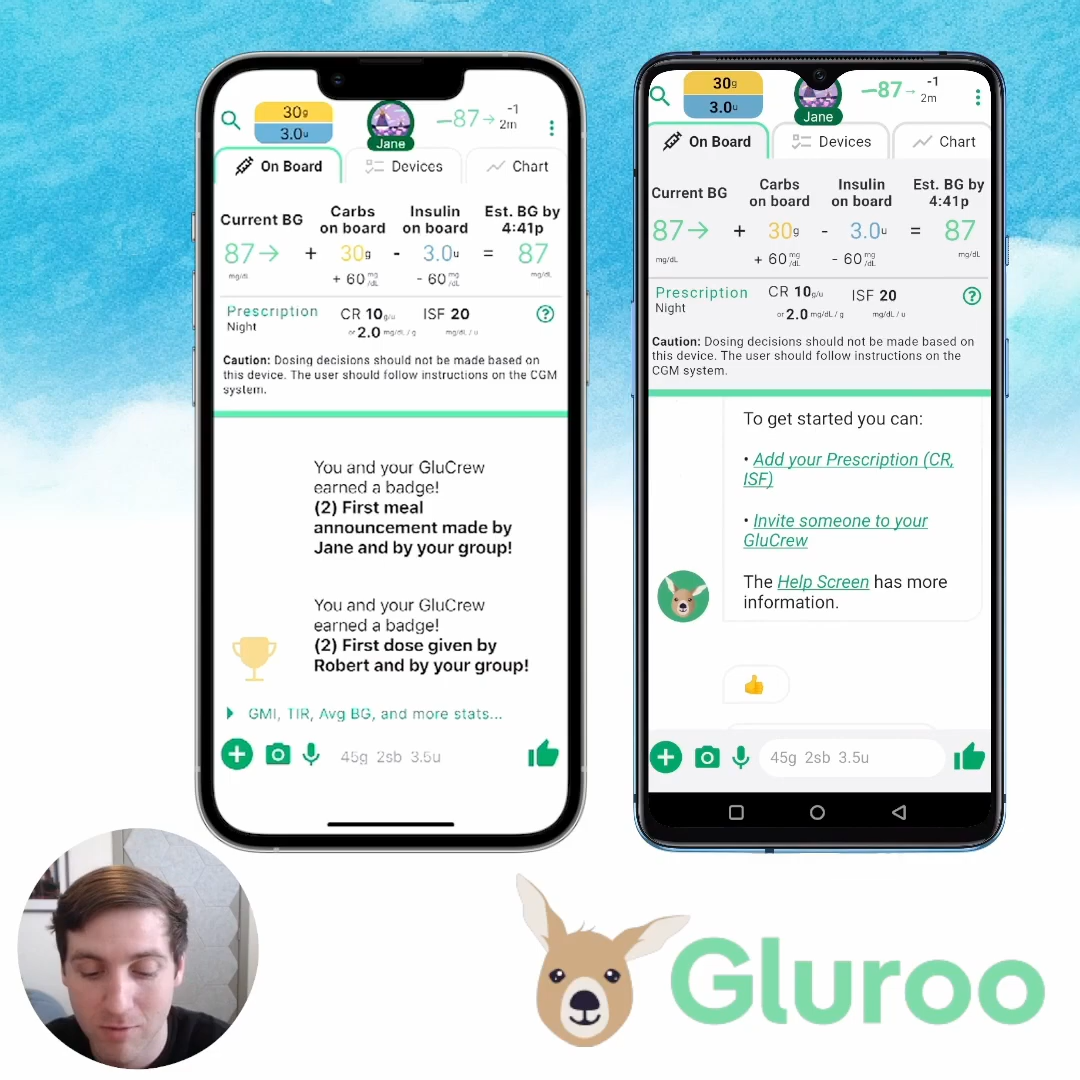 30g
3.0u
Jane
87→
-1
2m
On Board
Devices
Chart
Current BG
Carbs
on board
Insulin
on board
Est. BG by
4:41p
87→ + 30g - 3.0u = 87
mg/dL
+ 60 mg/dL
- 60 mg/dL
mg/dL
Prescription
Night
CR 10g/u
or 2.0 mg/dL / g
ISF 20
mg/dL / u
?
Caution: Dosing decisions should not be made based on
this device. The user should follow instructions on the CGM
system.
You and your GluCrew
earned a badge!
(2) First meal
announcement made by
Jane and by your group!
You and your GluCrew
earned a badge!
(2) First dose given by
Robert and by your group!
GMI, TIR, Avg BG, and more stats...
45g 2sb 3.5u
30g
3.0u
Jane
87→
-1
2m
On Board
Devices
Chart
Current BG
Carbs
on board
Insulin
on board
Est. BG by
4:41p
87→ + 30g - 3.0u = 87
mg/dL
+ 60 mg/dL
- 60 mg/dL
mg/dL
Prescription
Night
CR 10g/u
or 2.0 mg/dL / g
ISF 20
mg/dL / u
?
Caution: Dosing decisions should not be made based on
this device. The user should follow instructions on the
CGM system.
To get started you can:
• Add your Prescription (CR,
ISF)
• Invite someone to your
GluCrew
The Help Screen has more
information.
45g 2sb 3.5u
Gluroo